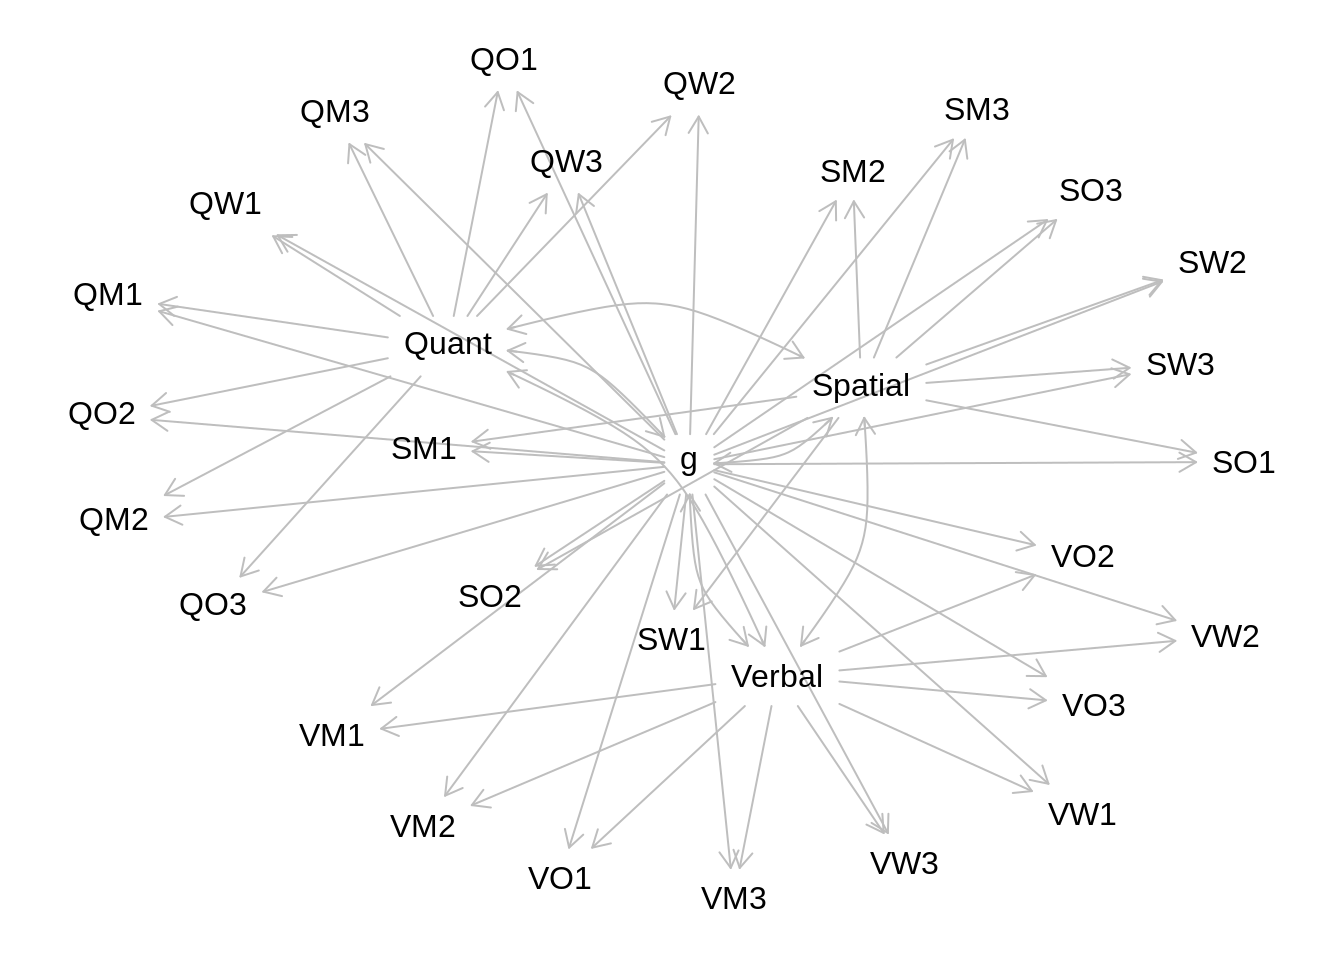 QO1
QW2
QM3
SM3
QW3
SM2
SO3
QW1
SW2
QM1
Quant
SW3
Spatial
QO2
SM1
g
SO1
QM2
VO2
SO2
QO3
SW1
VW2
Verbal
VO3
VM1
VW1
VM2
VW3
VO1
VM3